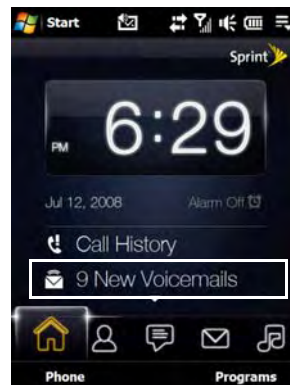 Start
Sprint
PM 6:29
Jul 12, 2008 Alarm Off
Call History
9 New Voicemails
Phone Programs